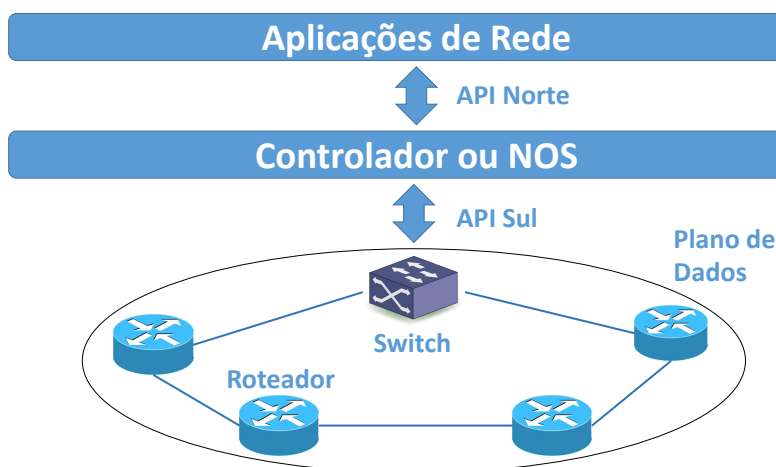 Aplicações de Rede
API Norte
Controlador ou NOS
API Sul
Plano de
Dados
Switch
Roteador